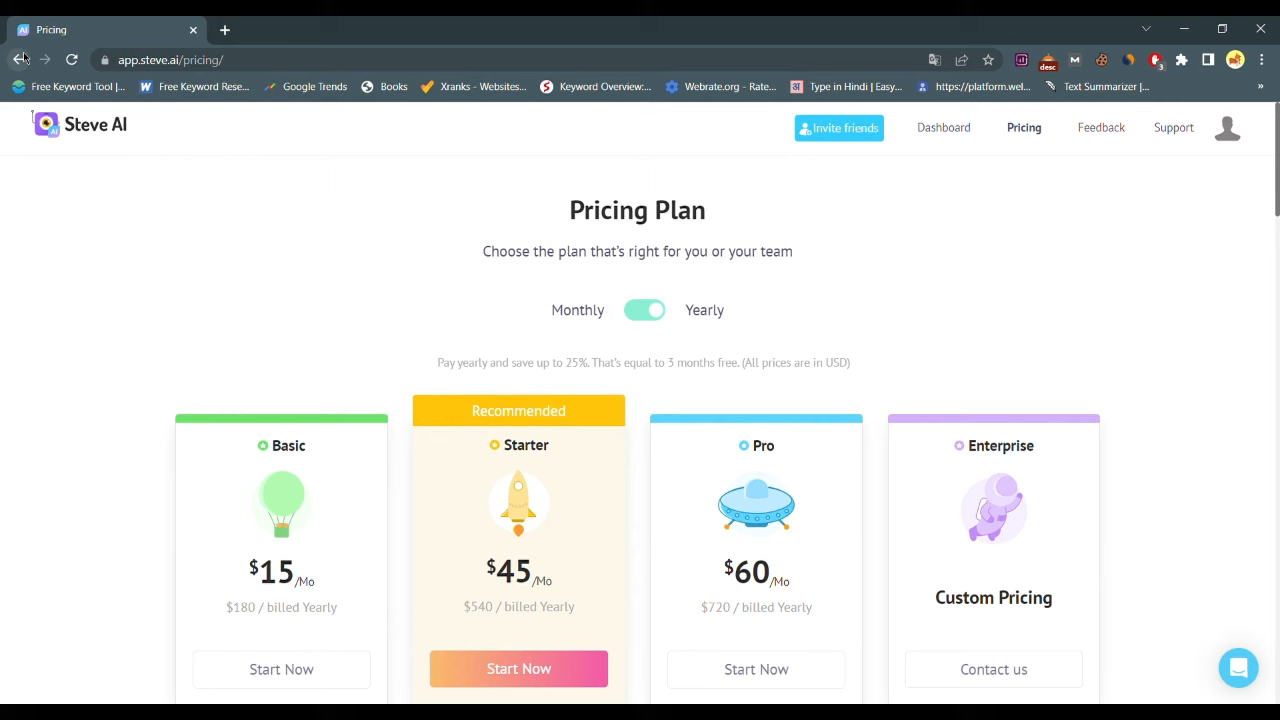 Pricing
app.steve.ai/pricing/
Free Keyword Tool |... Free Keyword Rese... Google Trends Books Xranks - Websites... Keyword Overview:... Webrate.org - Rate... Type in Hindi | Easy... https://platform.wel... Text Summarizer |... »
Steve AI Invite friends Dashboard Pricing Feedback Support
Pricing Plan
Choose the plan that's right for you or your team
Monthly Yearly
Pay yearly and save up to 25%. That's equal to 3 months free. (All prices are in USD)
Recommended
Basic Starter Pro Enterprise
$15/Mo $45/Mo $60/Mo
Custom Pricing
$180 / billed Yearly $540 / billed Yearly $720 / billed Yearly
Start Now Start Now Start Now Contact us